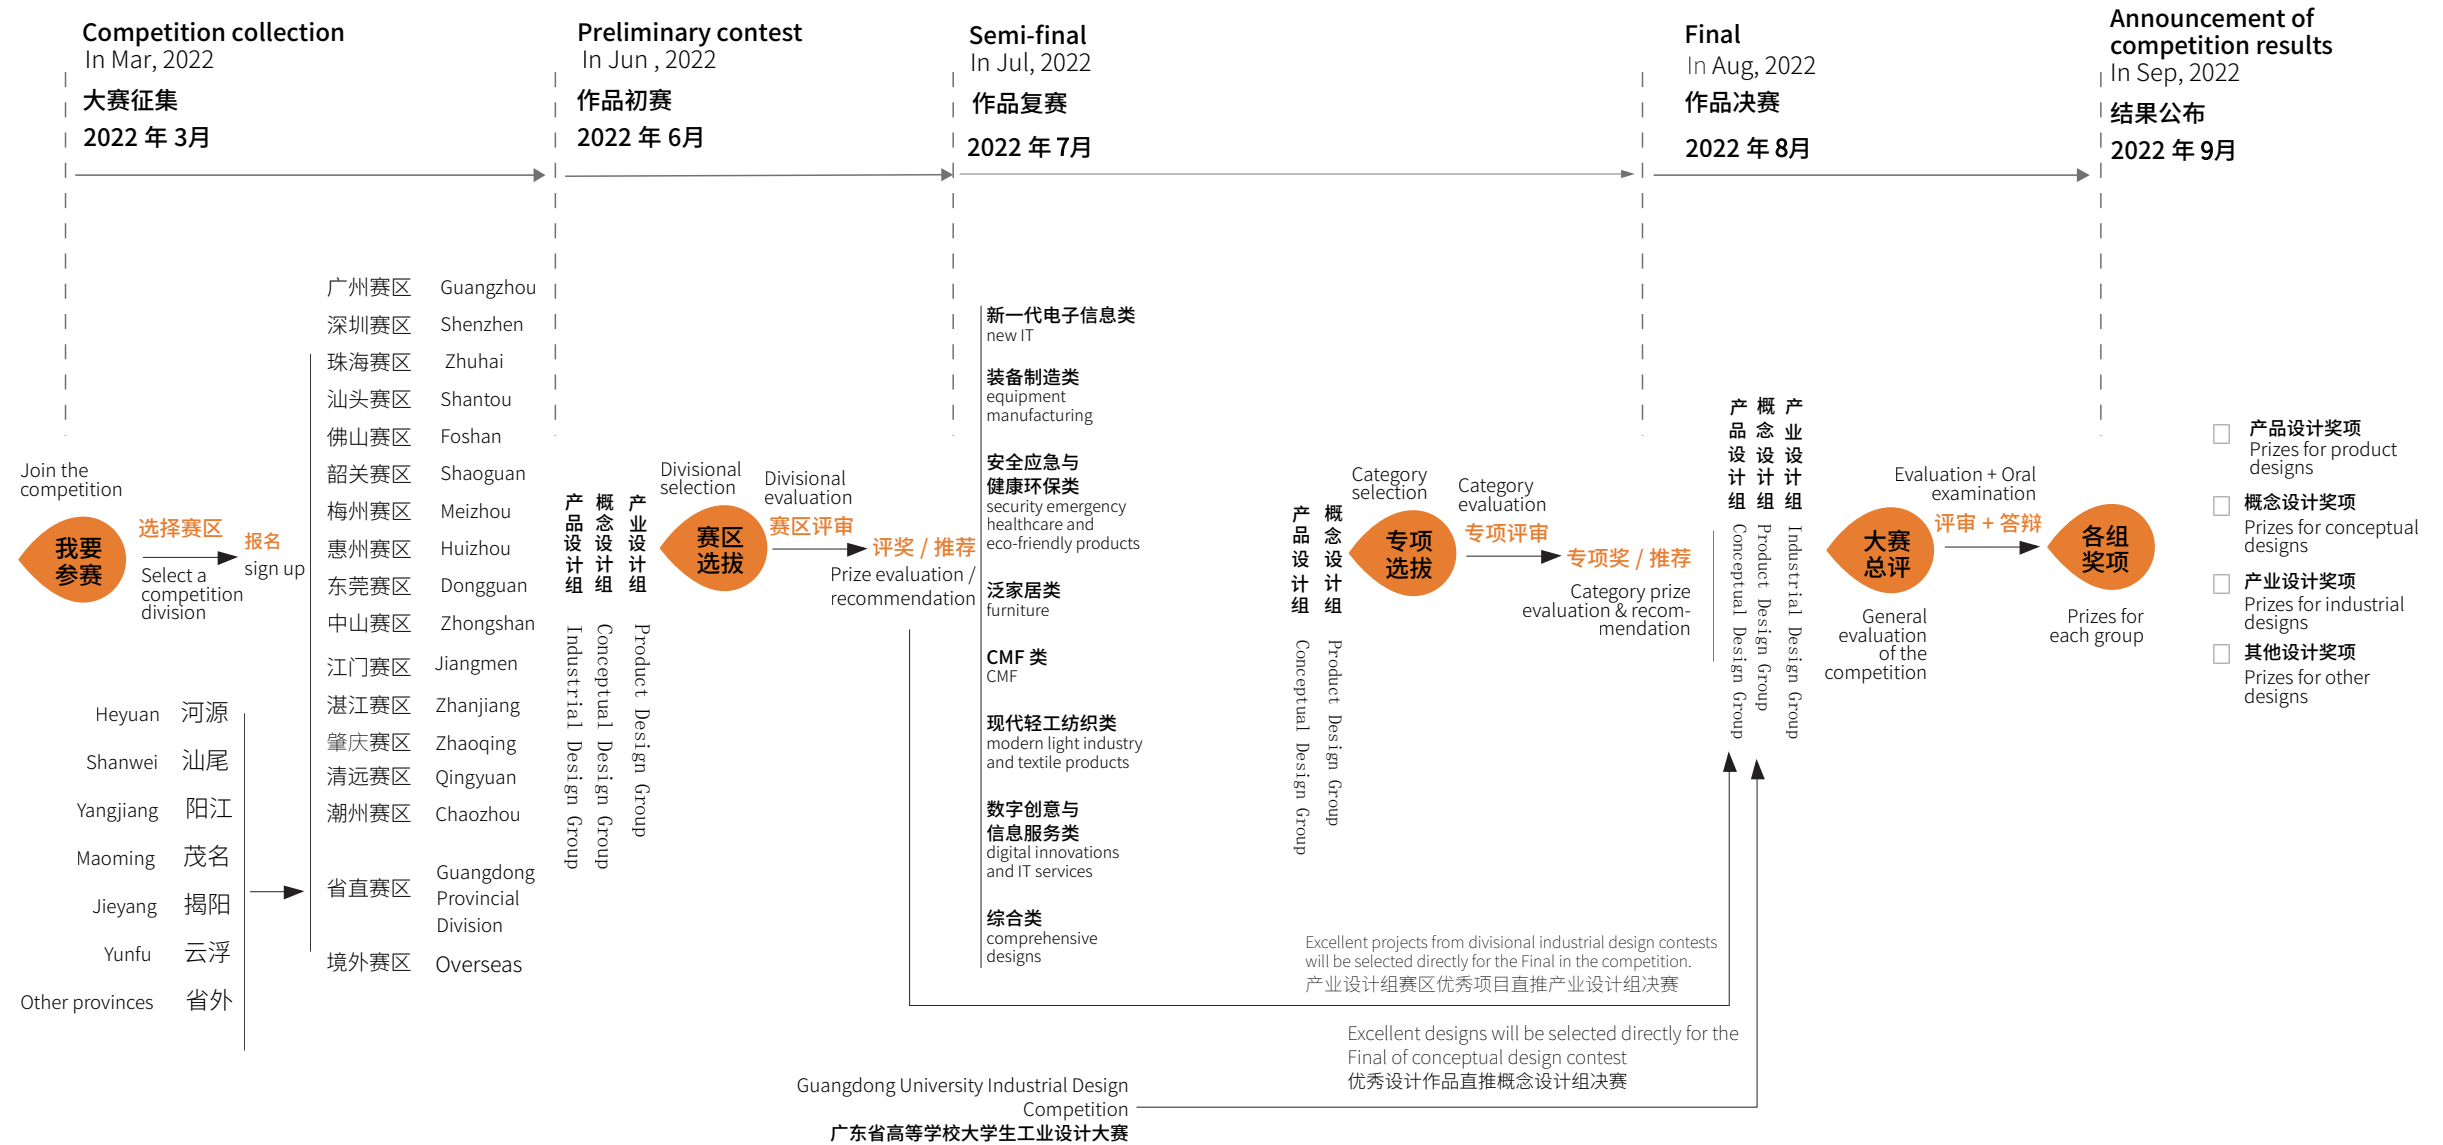 Competition collection
In Mar, 2022
大赛征集
2022 年 3月
Preliminary contest
In Jun , 2022
作品初赛
2022 年 6月
Semi-final
In Jul, 2022
作品复赛
2022 年 7月
Final
In Aug, 2022
作品决赛
2022 年 8月
Announcement of
competition results
In Sep, 2022
结果公布
2022 年 9月
Join the
competition
我要
参赛
选择赛区
Select a
competition
division
报名
sign up
广州赛区 Guangzhou
深圳赛区 Shenzhen
珠海赛区 Zhuhai
汕头赛区 Shantou
佛山赛区 Foshan
韶关赛区 Shaoguan
梅州赛区 Meizhou
惠州赛区 Huizhou
东莞赛区 Dongguan
中山赛区 Zhongshan
江门赛区 Jiangmen
湛江赛区 Zhanjiang
肇庆赛区 Zhaoqing
清远赛区 Qingyuan
潮州赛区 Chaozhou
省直赛区 Guangdong
Provincial
Division
境外赛区 Overseas
Heyuan 河源
Shanwei 汕尾
Yangjiang 阳江
Maoming 茂名
Jieyang 揭阳
Yunfu 云浮
Other provinces 省外
产品设计组
Industrial Design Group
概念设计组
Conceptual Design Group
产业设计组
Product Design Group
Divisional
selection
赛区
选拔
Divisional
evaluation
赛区评审
评奖 / 推荐
Prize evaluation /
recommendation
新一代电子信息类
new IT
装备制造类
equipment
manufacturing
安全应急与
健康环保类
security emergency
healthcare and
eco-friendly products
泛家居类
furniture
CMF 类
CMF
现代轻工纺织类
modern light industry
and textile products
数字创意与
信息服务类
digital innovations
and IT services
综合类
comprehensive
designs
产品设计组
Conceptual Design Group
概念设计组
Product Design Group
Category
selection
专项
选拔
Category
evaluation
专项评审
专项奖 / 推荐
Category prize
evaluation & recom-
mendation
产品设计组
Conceptual Design Group
概念设计组
Product Design Group
产业设计组
Industrial Design Group
大赛
总评
General
evaluation
of the
competition
Evaluation + Oral
examination
评审 + 答辩
各组
奖项
Prizes for
each group
产品设计奖项
Prizes for product
designs
概念设计奖项
Prizes for conceptual
designs
产业设计奖项
Prizes for industrial
designs
其他设计奖项
Prizes for other
designs
Excellent projects from divisional industrial design contests
will be selected directly for the Final in the competition.
产业设计组赛区优秀项目直推产业设计组决赛
Excellent designs will be selected directly for the
Final of conceptual design contest
优秀设计作品直推概念设计组决赛
Guangdong University Industrial Design
Competition
广东省高等学校大学生工业设计大赛